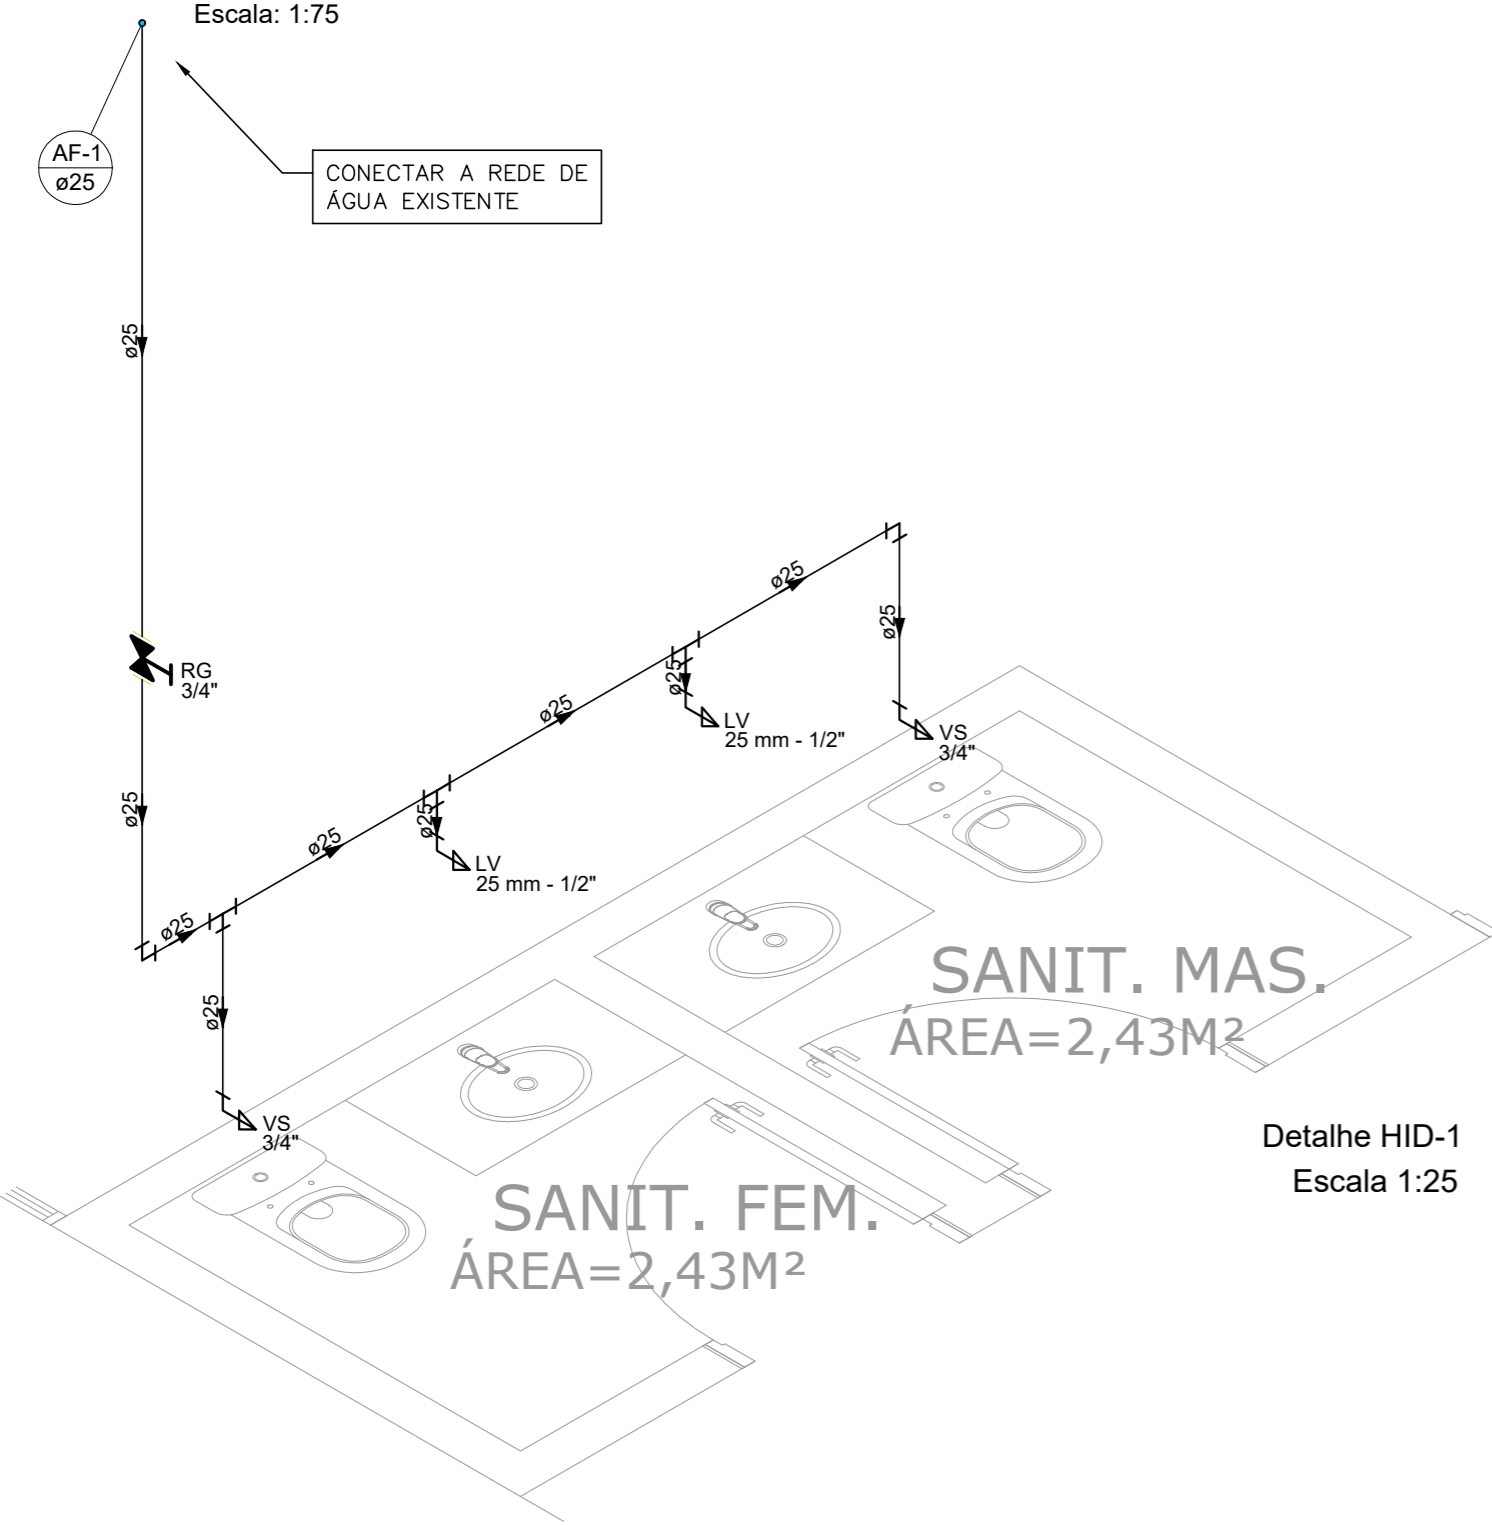 Escala: 1:75
AF-1
ø25
CONECTAR A REDE DE
ÁGUA EXISTENTE
ø25
RG
3/4"
ø25
ø25
ø25
ø25
ø25
ø25
ø25
LV
25 mm - 1/2"
VS
3/4"
ø25
LV
25 mm - 1/2"
ø25
VS
3/4"
SANIT. MAS.
ÁREA=2,43M²
Detalhe HID-1
Escala 1:25
SANIT. FEM.
ÁREA=2,43M²